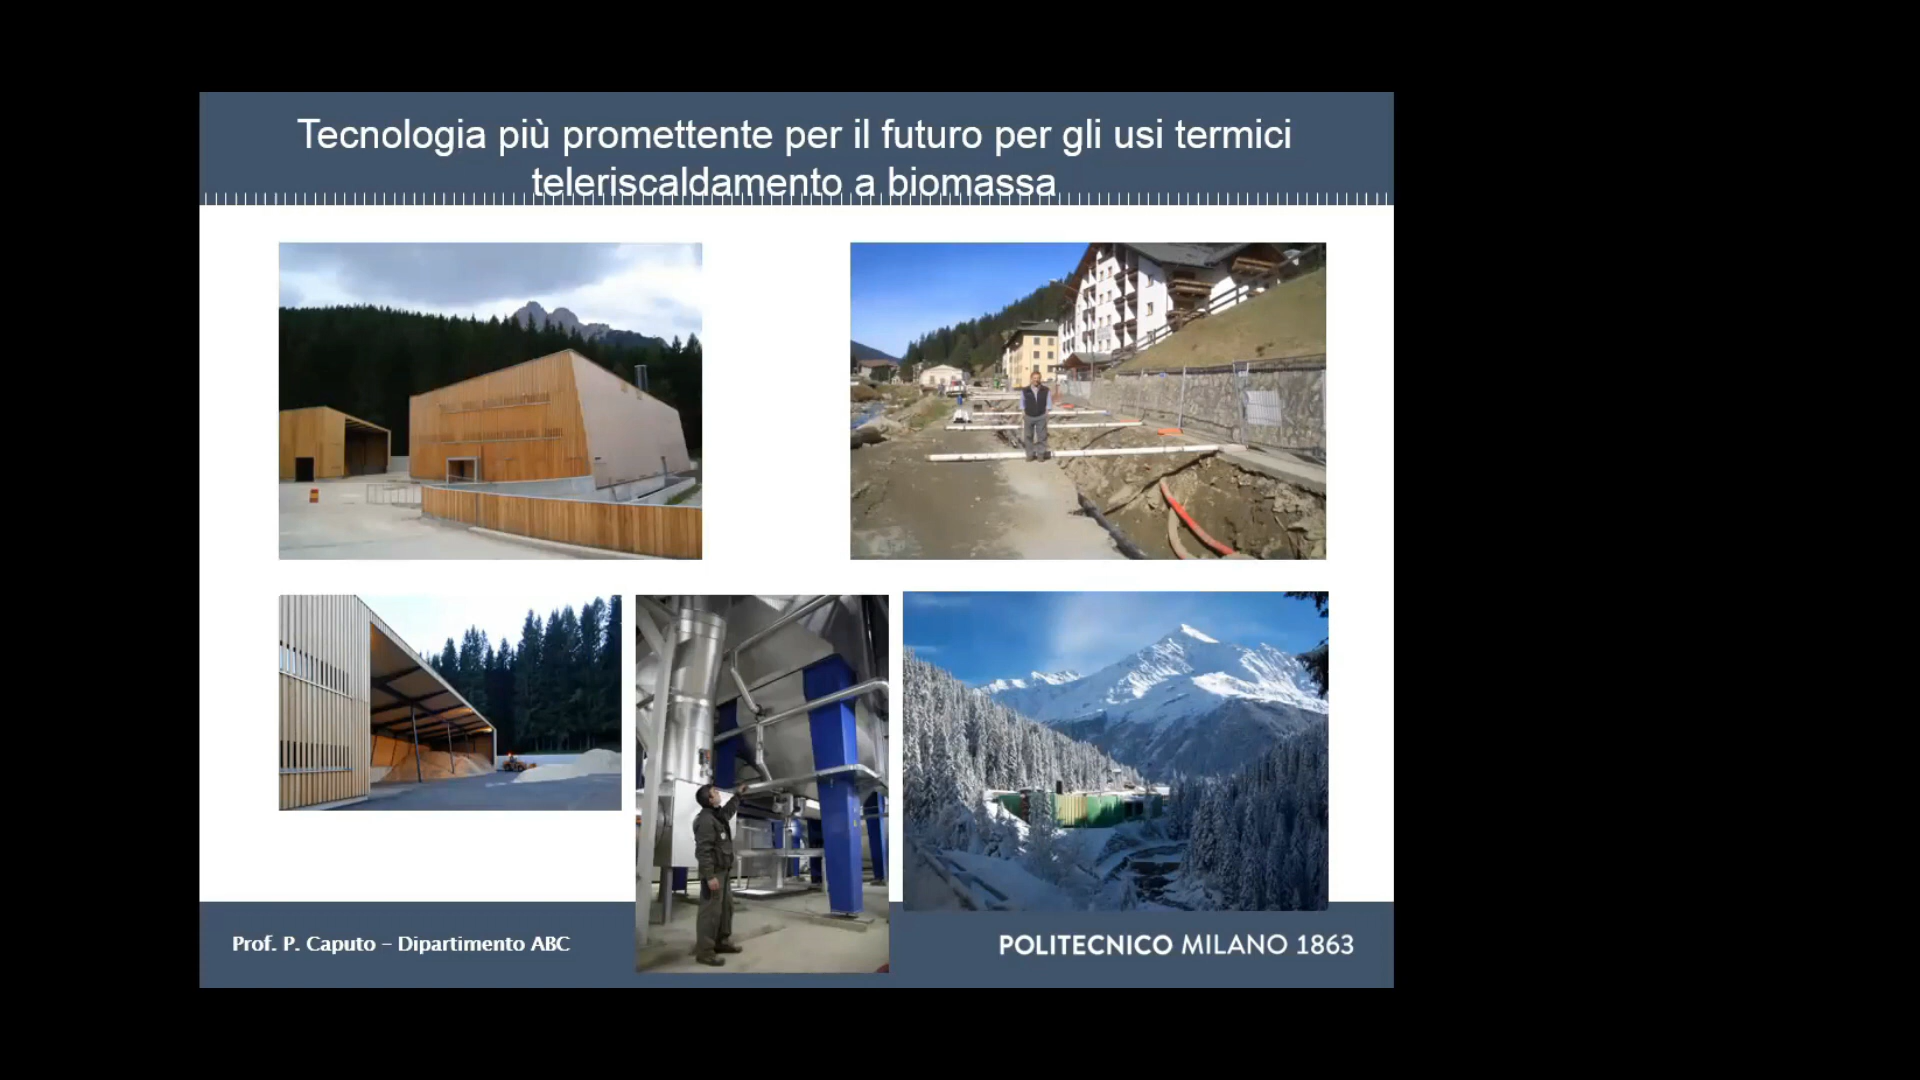 Tecnologia più promettente per il futuro per gli usi termici
teleriscaldamento a biomassa
Prof. P. Caputo – Dipartimento ABC
POLITECNICO MILANO 1863